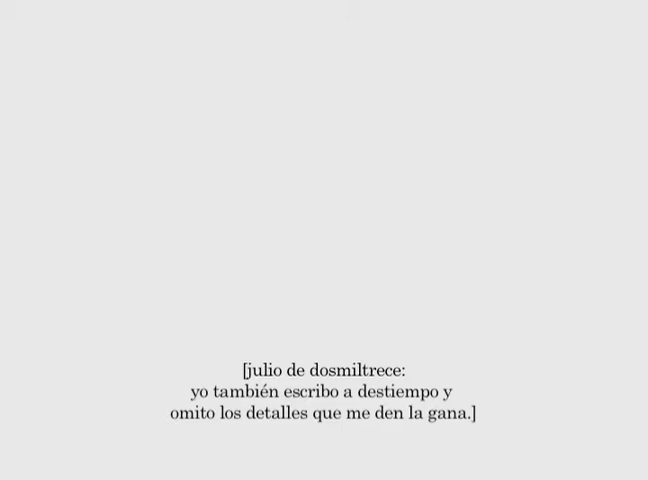 [julio de dosmiltrece:
yo también escribo a destiempo y
omito los detalles que me den la gana.]